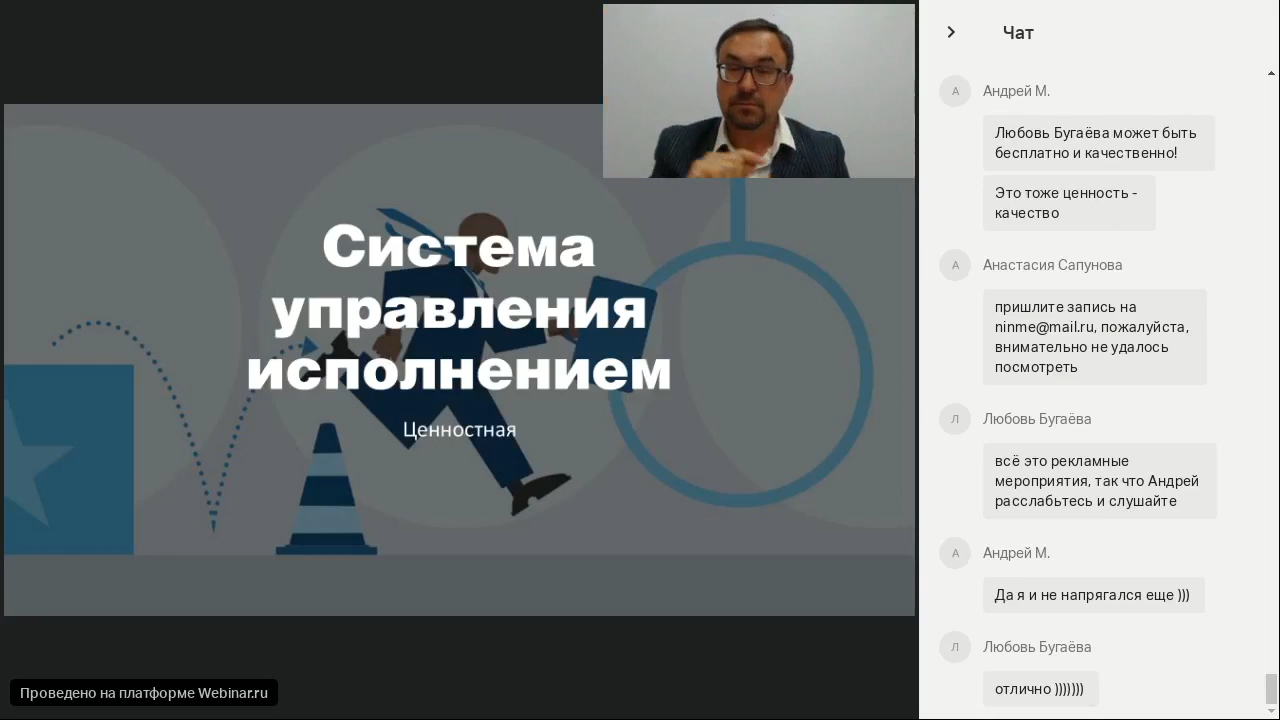 Система
управления
исполнением
Ценностная
Проведено на платформе Webinar.ru
Чат
А
Андрей М.
Любовь Бугаёва может быть
бесплатно и качественно!
Это тоже ценность -
качество
А
Анастасия Сапунова
пришлите запись на
ninme@mail.ru, пожалуйста,
внимательно не удалось
посмотреть
Л
Любовь Бугаёва
всё это рекламные
мероприятия, так что Андрей
расслабьтесь и слушайте
А
Андрей М.
Да я и не напрягался еще )))
Л
Любовь Бугаёва
отлично )))))))